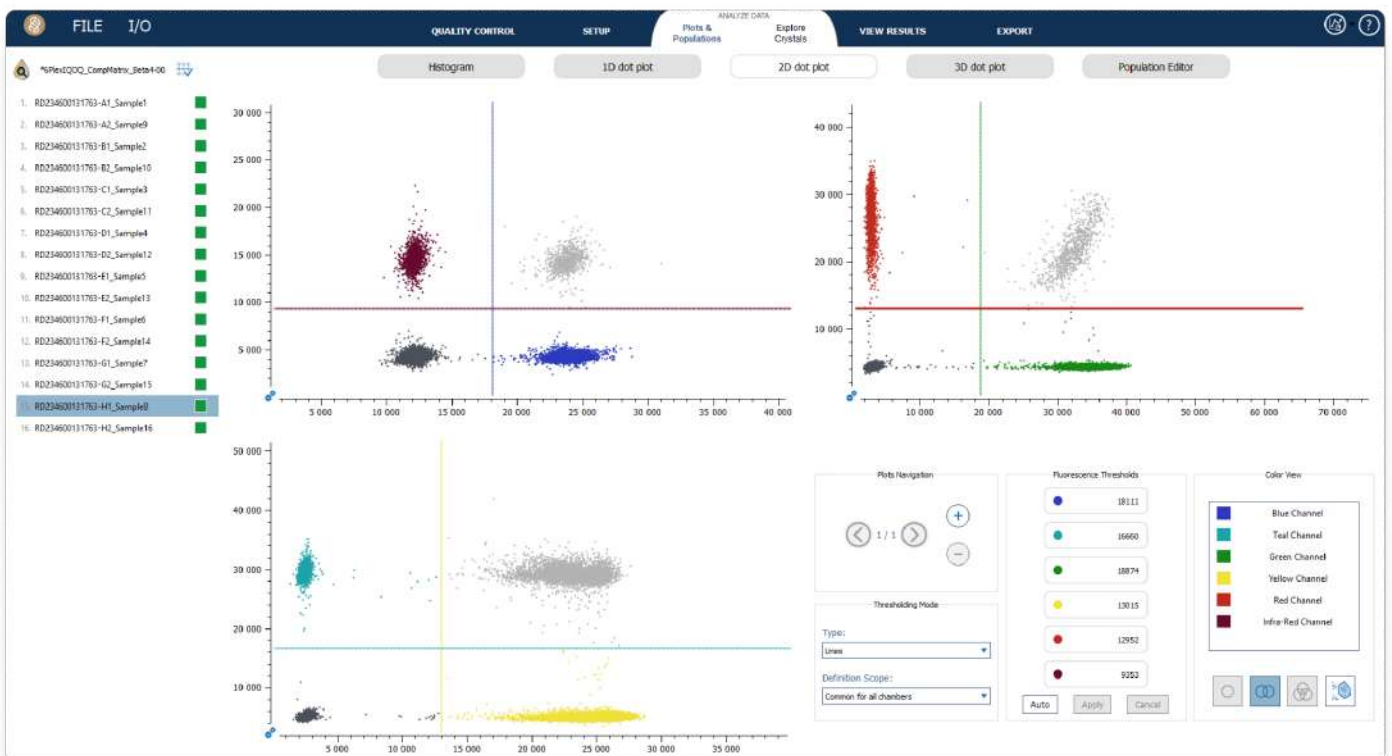 FILE I/O
QUALITY CONTROL
SETUP
ANALYZE DATA
Plots & Populations
Explore Crystals
VIEW RESULTS
EXPORT
?
*6PlexIQOQ_CompMatrix_Beta4-00
Histogram
1D dot plot
2D dot plot
3D dot plot
Population Editor
1. RD234600131763-A1_Sample1
2. RD234600131763-A2_Sample9
3. RD234600131763-B1_Sample2
4. RD234600131763-B2_Sample10
5. RD234600131763-C1_Sample3
6. RD234600131763-C2_Sample11
7. RD234600131763-D1_Sample4
8. RD234600131763-D2_Sample12
9. RD234600131763-E1_Sample5
10. RD234600131763-E2_Sample13
11. RD234600131763-F1_Sample6
12. RD234600131763-F2_Sample14
13. RD234600131763-G1_Sample7
14. RD234600131763-G2_Sample15
15. RD234600131763-H1_Sample8
16. RD234600131763-H2_Sample16
30 000
25 000
20 000
15 000
10 000
5 000
5 000 10 000 15 000 20 000 25 000 30 000 35 000 40 000
40 000
30 000
20 000
10 000
10 000 20 000 30 000 40 000 50 000 60 000 70 000
50 000
40 000
30 000
20 000
10 000
5 000 10 000 15 000 20 000 25 000 30 000 35 000
Plots Navigation
1 / 1
Thresholding Mode
Type:
Lines
Definition Scope:
Common for all chambers
Fluorescence Thresholds
18111
16660
18874
13015
12952
9353
Auto
Apply
Cancel
Color View
Blue Channel
Teal Channel
Green Channel
Yellow Channel
Red Channel
Infra-Red Channel